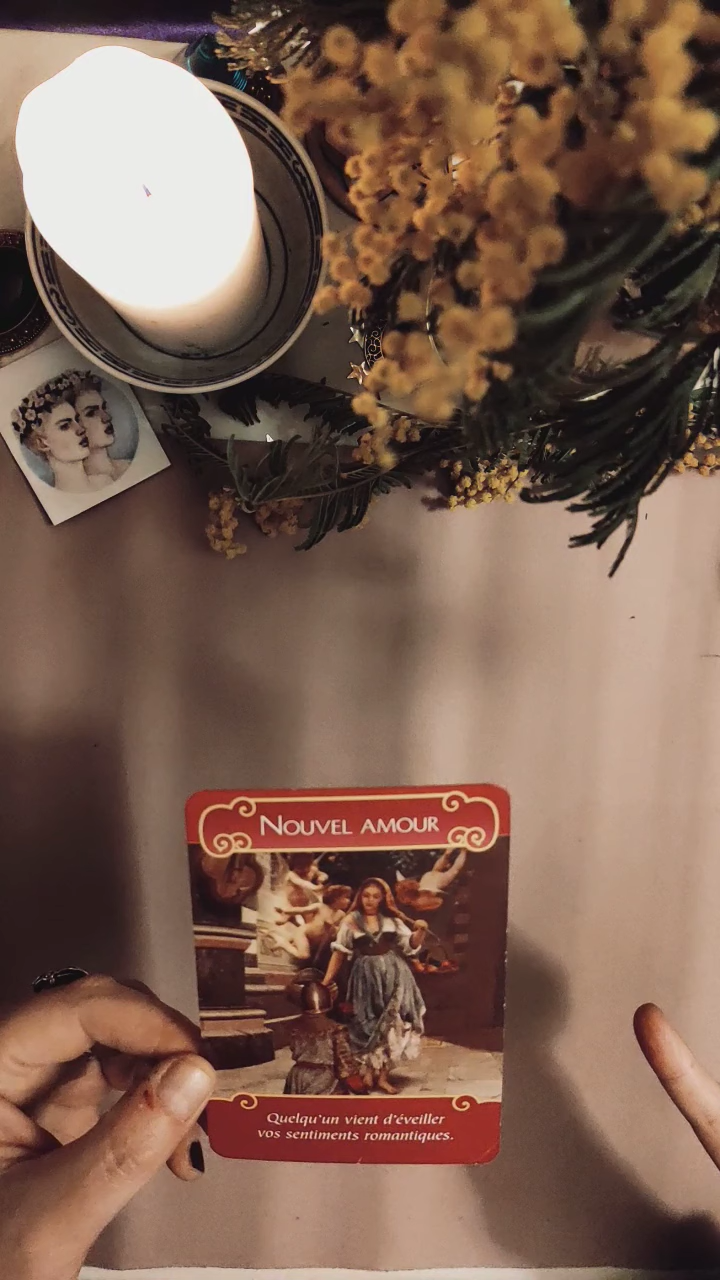 Nouvel amour
Quelqu'un vient d'éveiller
vos sentiments romantiques.